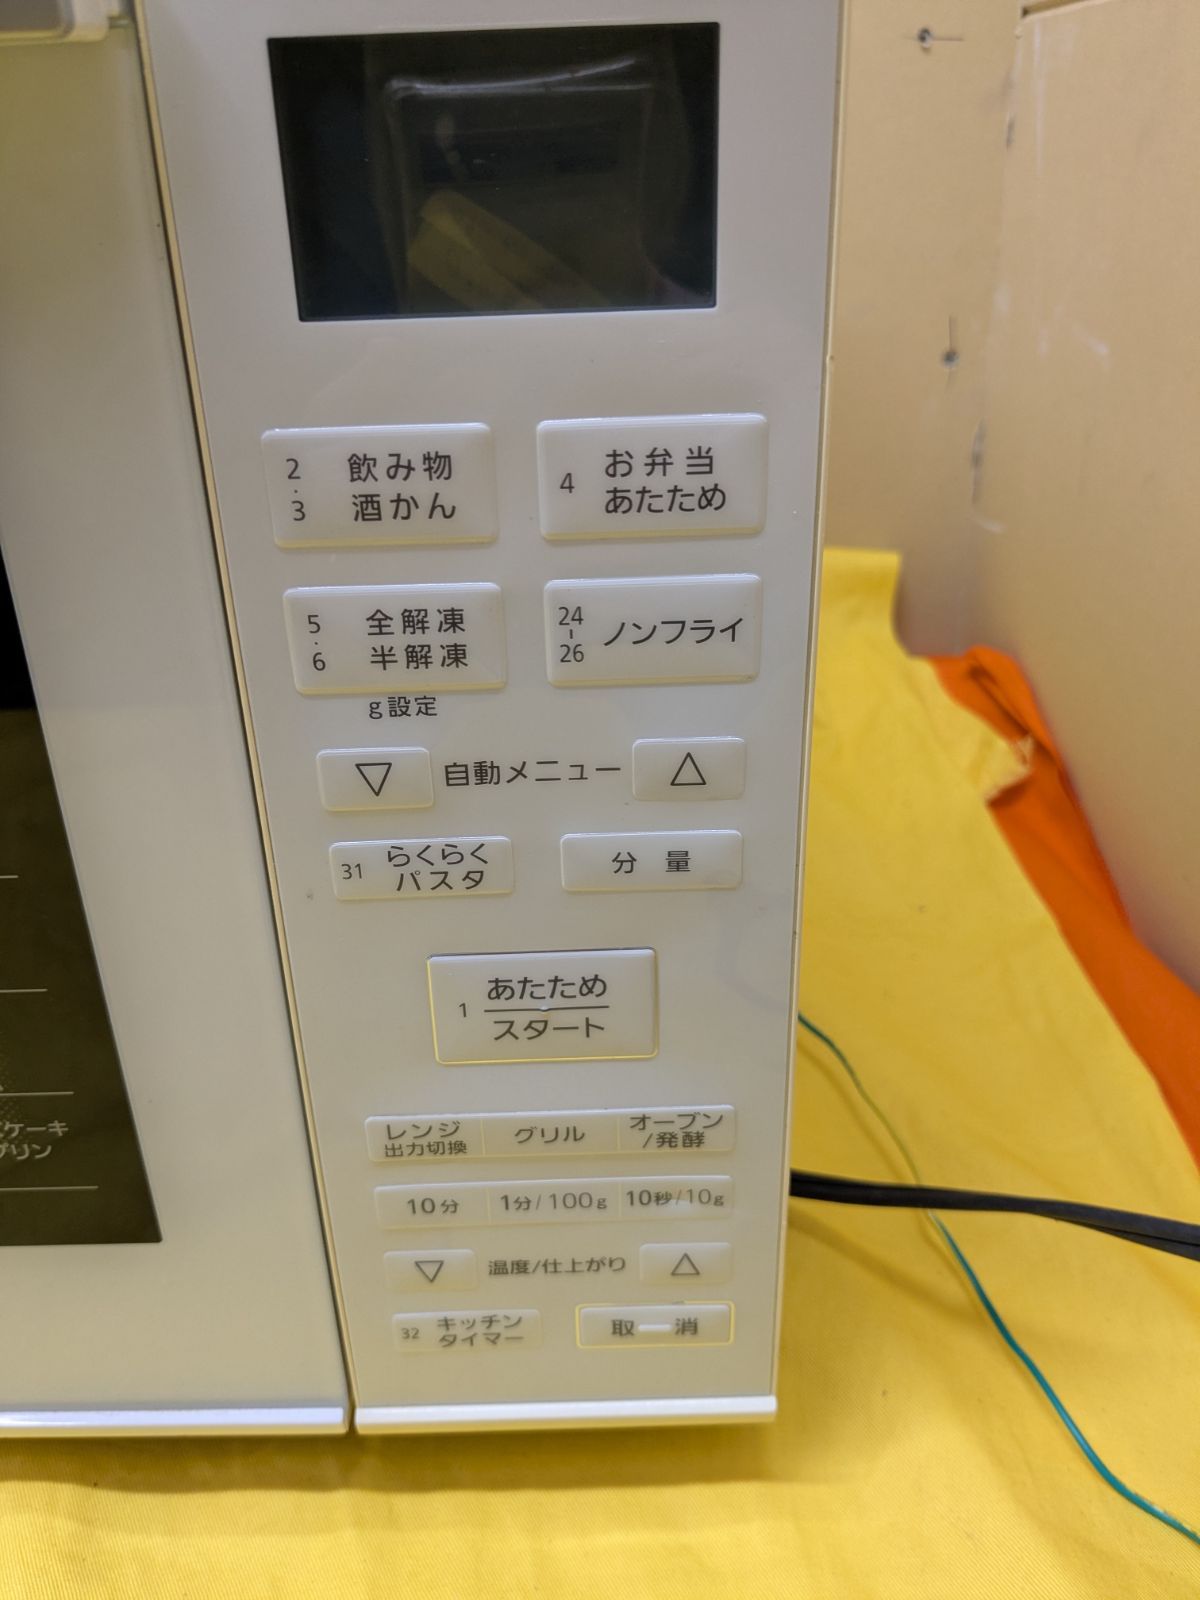 2・3 飲み物
酒かん
4 お弁当
あたため
5・6 全解凍
半解凍
24-26 ノンフライ
g設定
▽ 自動メニュー △
31 らくらく
パスタ
分量
1 あたため
スタート
レンジ
出力切換
グリル
オーブン
/発酵
10分 1分/100g 10秒/10g
▽ 温度/仕上がり △
32 キッチン
タイマー
取消
ケーキ
プリン